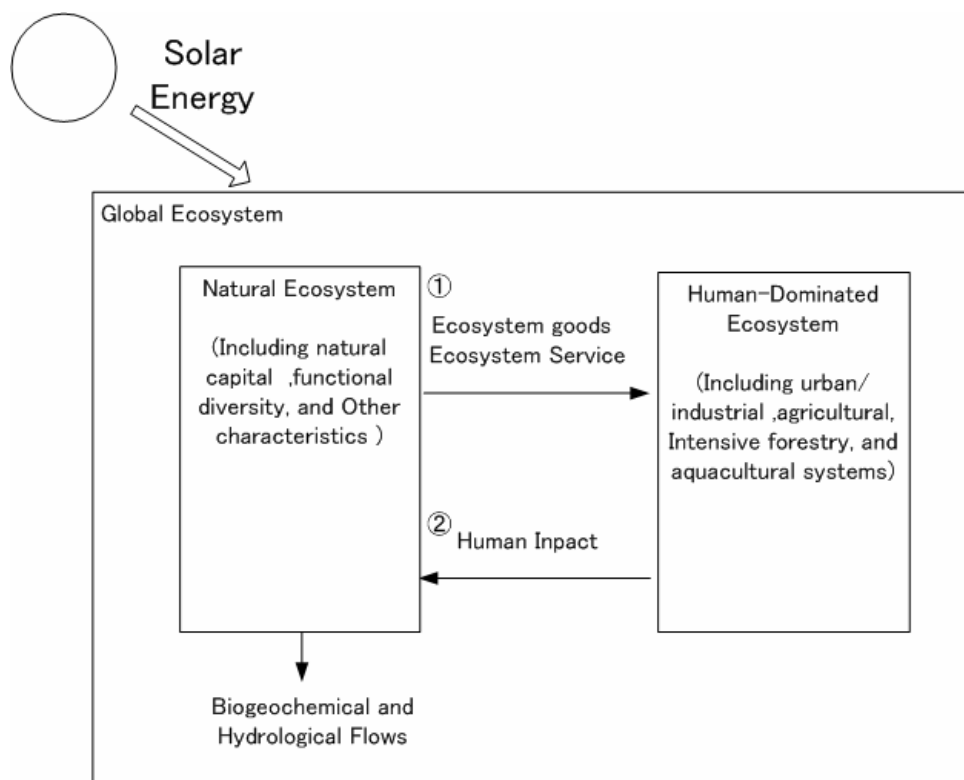 Solar
Energy
Global Ecosystem
Natural Ecosystem
(Including natural
capital ,functional
diversity, and Other
characteristics )
①
Ecosystem goods
Ecosystem Service
Human-Dominated
Ecosystem
(Including urban/
industrial ,agricultural,
Intensive forestry, and
aquacultural systems)
②
Human Inpact
Biogeochemical and
Hydrological Flows